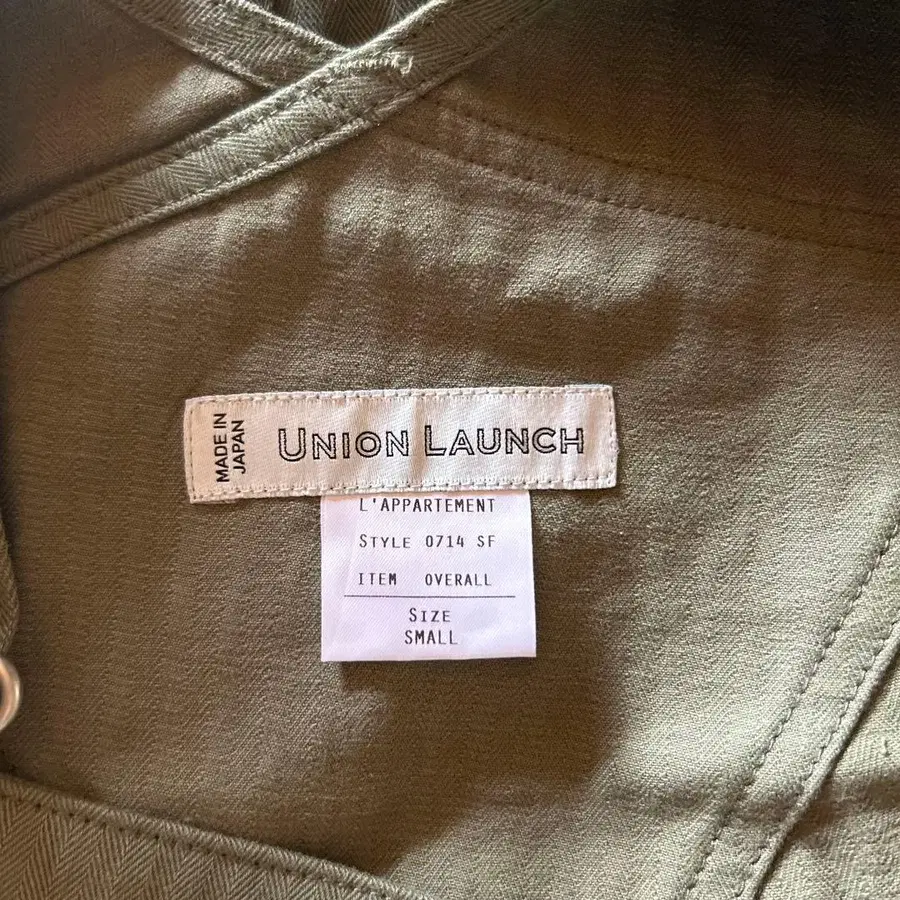 MADE IN
JAPAN
UNION LAUNCH
L'APPARTEMENT
STYLE 0714 SF
ITEM OVERALL
SIZE
SMALL